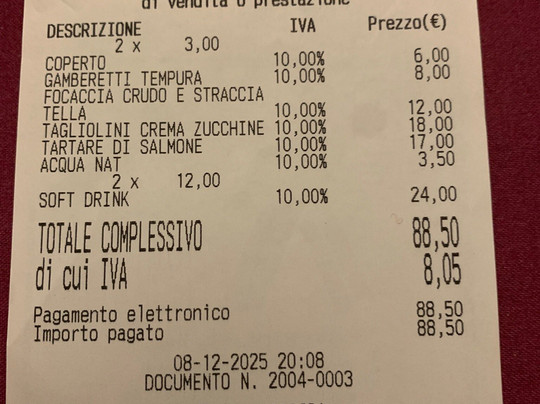 di vendita o prestazione
DESCRIZIONE IVA Prezzo(€)
2 x 3,00
COPERTO 10,00% 6,00
GAMBERETTI TEMPURA 10,00% 8,00
FOCACCIA CRUDO E STRACCIA
TELLA 10,00% 12,00
TAGLIOLINI CREMA ZUCCHINE 10,00% 18,00
TARTARE DI SALMONE 10,00% 17,00
ACQUA NAT 10,00% 3,50
2 x 12,00
SOFT DRINK 10,00% 24,00
TOTALE COMPLESSIVO 88,50
di cui IVA 8,05
Pagamento elettronico 88,50
Importo pagato 88,50
08-12-2025 20:08
DOCUMENTO N. 2004-0003